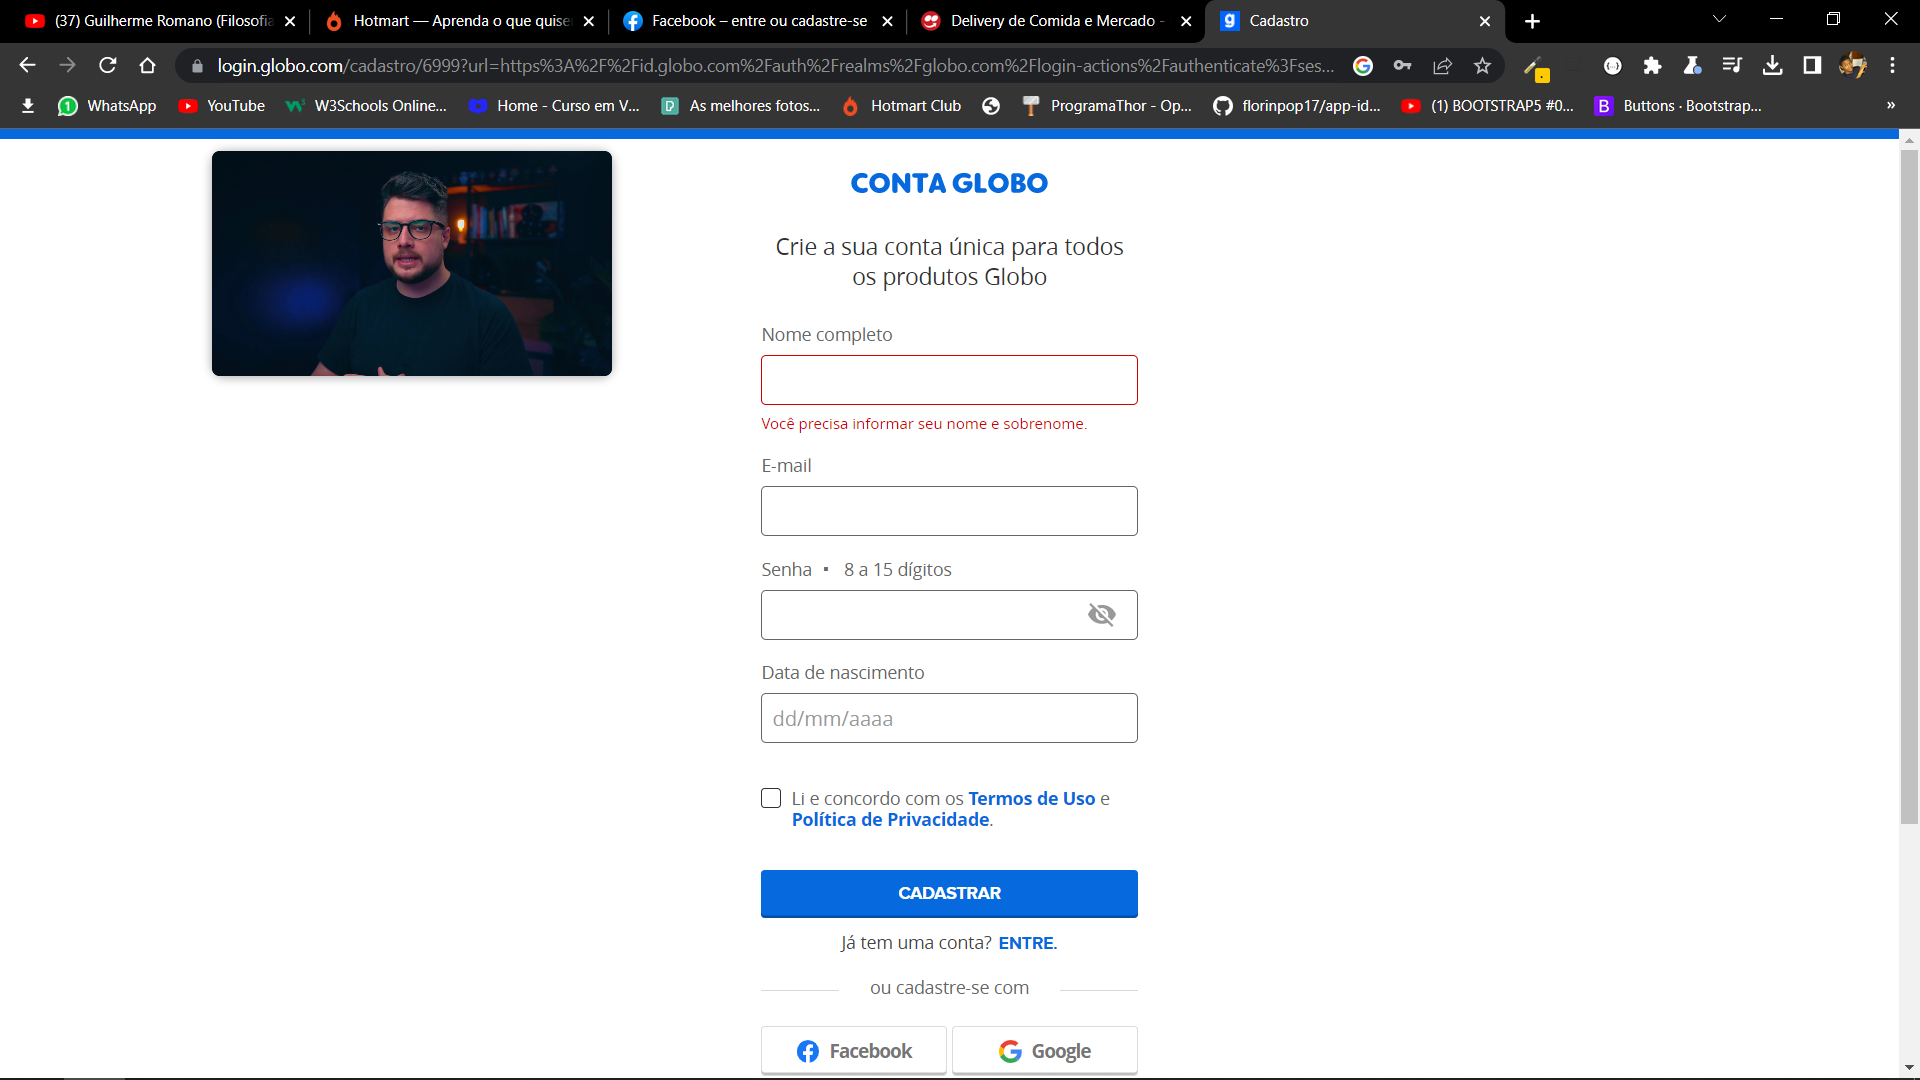 (37) Guilherme Romano (Filosofia
Hotmart — Aprenda o que quise
Facebook – entre ou cadastre-se
Delivery de Comida e Mercado -
Cadastro
login.globo.com/cadastro/6999?url=https%3A%2F%2Fid.globo.com%2Fauth%2Frealms%2Fglobo.com%2Flogin-actions%2Fauthenticate%3Fses...
WhatsApp
YouTube
W3Schools Online...
Home - Curso em V...
As melhores fotos...
Hotmart Club
ProgramaThor - Op...
florinpop17/app-id...
(1) BOOTSTRAP5 #0...
Buttons · Bootstrap...
CONTA GLOBO
Crie a sua conta única para todos
os produtos Globo
Nome completo
Você precisa informar seu nome e sobrenome.
E-mail
Senha • 8 a 15 dígitos
Data de nascimento
dd/mm/aaaa
Li e concordo com os Termos de Uso e
Política de Privacidade.
CADASTRAR
Já tem uma conta? ENTRE.
ou cadastre-se com
Facebook
Google